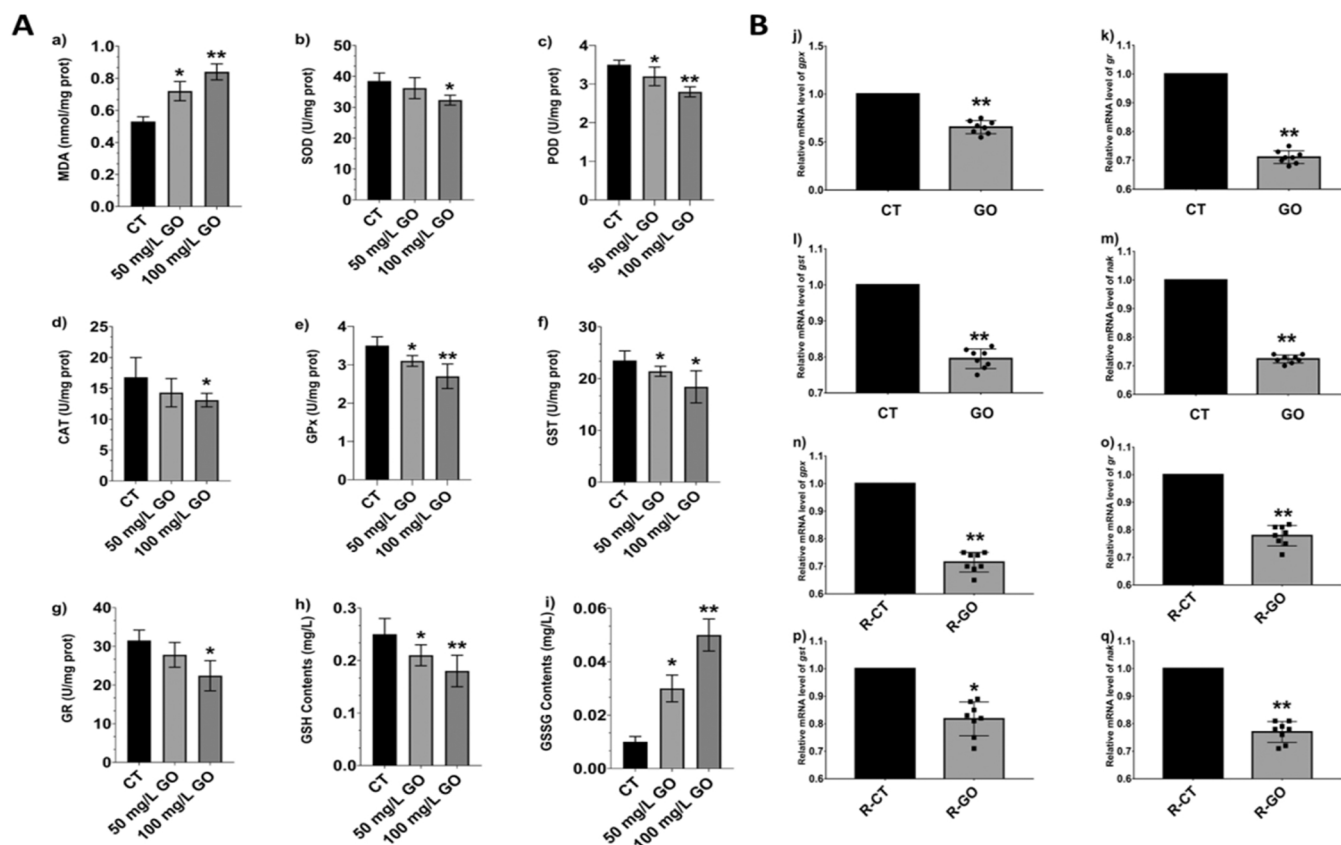 A
a)
MDA (nmol/mg prot)
1.0
0.8
0.6
0.4
0.2
0.0
*
**
CT
50 mg/L GO
100 mg/L GO
b)
SOD (U/mg prot)
50
40
30
20
10
0
*
CT
50 mg/L GO
100 mg/L GO
c)
POD (U/mg prot)
4
3
2
1
0
*
**
CT
50 mg/L GO
100 mg/L GO
d)
CAT (U/mg prot)
25
20
15
10
5
0
*
CT
50 mg/L GO
100 mg/L GO
e)
GPx (U/mg prot)
4
3
2
1
0
*
**
CT
50 mg/L GO
100 mg/L GO
f)
GST (U/mg prot)
30
20
10
0
*
*
CT
50 mg/L GO
100 mg/L GO
g)
GR (U/mg prot)
40
30
20
10
0
*
CT
50 mg/L GO
100 mg/L GO
h)
GSH Contents (mg/L)
0.3
0.2
0.1
0.0
*
**
CT
50 mg/L GO
100 mg/L GO
i)
GSSG Contents (mg/L)
0.06
0.04
0.02
0.00
*
**
CT
50 mg/L GO
100 mg/L GO
B
j)
Relative mRNA level of gpx
1.5
1.0
0.5
0.0
**
CT
GO
k)
Relative mRNA level of gr
1.1
1.0
0.9
0.8
0.7
0.6
**
CT
GO
l)
Relative mRNA level of gst
1.1
1.0
0.9
0.8
0.7
**
CT
GO
m)
Relative mRNA level of nak
1.1
1.0
0.9
0.8
0.7
0.6
**
CT
GO
n)
Relative mRNA level of gpx
1.1
1.0
0.9
0.8
0.7
0.6
**
R-CT
R-GO
o)
Relative mRNA level of gr
1.1
1.0
0.9
0.8
0.7
0.6
**
R-CT
R-GO
p)
Relative mRNA level of gst
1.1
1.0
0.9
0.8
0.7
0.6
*
R-CT
R-GO
q)
Relative mRNA level of nak
1.1
1.0
0.9
0.8
0.7
0.6
**
R-CT
R-GO